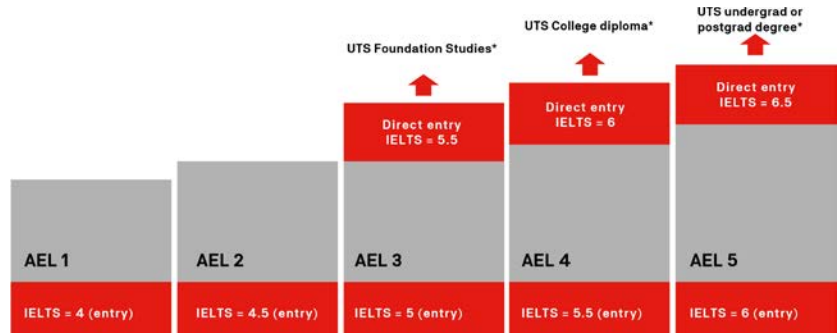 UTS Foundation Studies*
UTS College diploma*
UTS undergrad or
postgrad degree*
Direct entry
IELTS = 5.5
Direct entry
IELTS = 6
Direct entry
IELTS = 6.5
AEL 1
AEL 2
AEL 3
AEL 4
AEL 5
IELTS = 4 (entry)
IELTS = 4.5 (entry)
IELTS = 5 (entry)
IELTS = 5.5 (entry)
IELTS = 6 (entry)